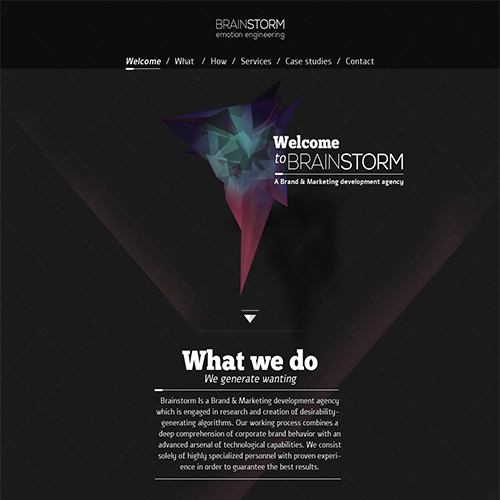 BRAINSTORM
emotion engineering
Welcome / What / How / Services / Case studies / Contact
Welcome
to BRAINSTORM
A Brand & Marketing development agency
What we do
We generate wanting
Brainstorm Is a Brand & Marketing development agency
which is engaged in research and creation of desirability-
generating algorithms. Our working process combines a
deep comprehension of corporate brand behavior with an
advanced arsenal of technological capabilities. We consist
solely of highly specialized personnel with proven experi-
ence in order to guarantee the best results.